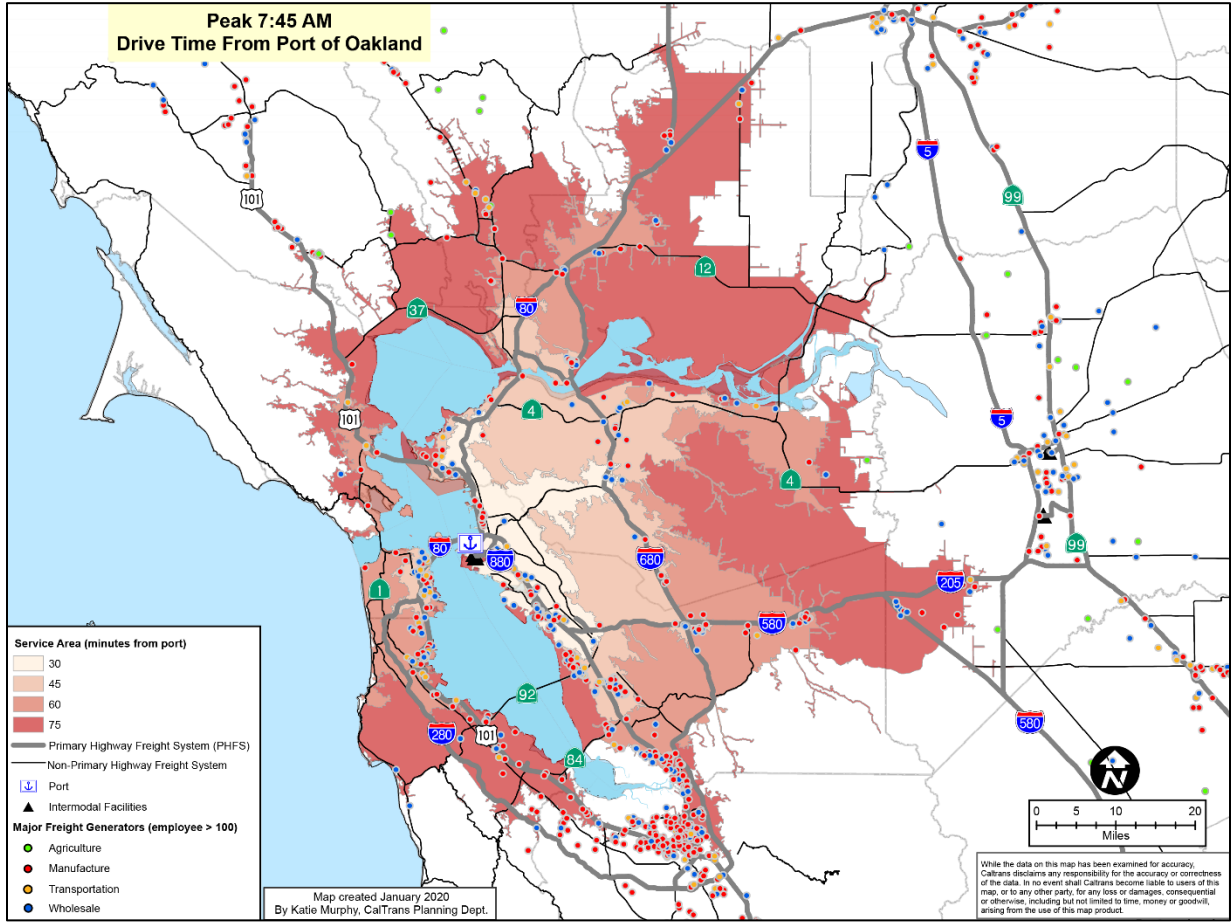 Peak 7:45 AM
Drive Time From Port of Oakland
5
99
101
12
80
37
101
4
5
4
80
880
680
99
205
1
580
92
280
101
84
580
Service Area (minutes from port)
30
45
60
75
Primary Highway Freight System (PHFS)
Non-Primary Highway Freight System
Port
Intermodal Facilities
Major Freight Generators (employee > 100)
Agriculture
Manufacture
Transportation
Wholesale
Map created January 2020
By Katie Murphy, CalTrans Planning Dept.
N
0 5 10 20
Miles
While the data on this map has been examined for accuracy,
Caltrans disclaims any responsibility for the accuracy or correctness
of the data. In no event shall Caltrans become liable to users of this
map, or to any other party, for any loss or damages, consequential
or otherwise, including but not limited to time, money or goodwill,
arising from the use of this map product.